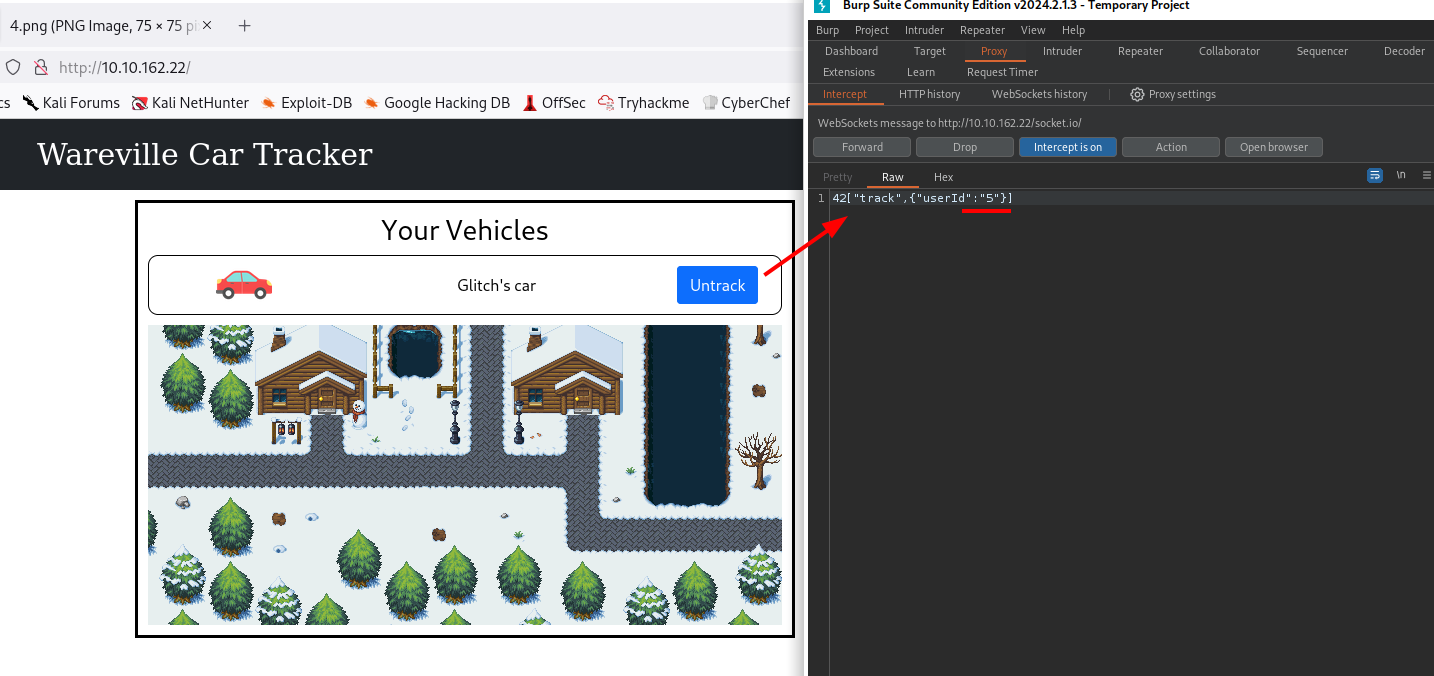 4.png (PNG Image, 75 × 75 pi
http://10.10.162.22/
cs Kali Forums Kali NetHunter Exploit-DB Google Hacking DB OffSec Tryhackme CyberChef
Wareville Car Tracker
Your Vehicles
Glitch's car Untrack
Burp Suite Community Edition v2024.2.1.3 - Temporary Project
Burp Project Intruder Repeater View Help
Dashboard Target Proxy Intruder Repeater Collaborator Sequencer Decoder
Extensions Learn Request Timer
Intercept HTTP history WebSockets history Proxy settings
WebSockets message to http://10.10.162.22/socket.io/
Forward Drop Intercept is on Action Open browser
Pretty Raw Hex \n
1 42["track",{"userId":"5"}]